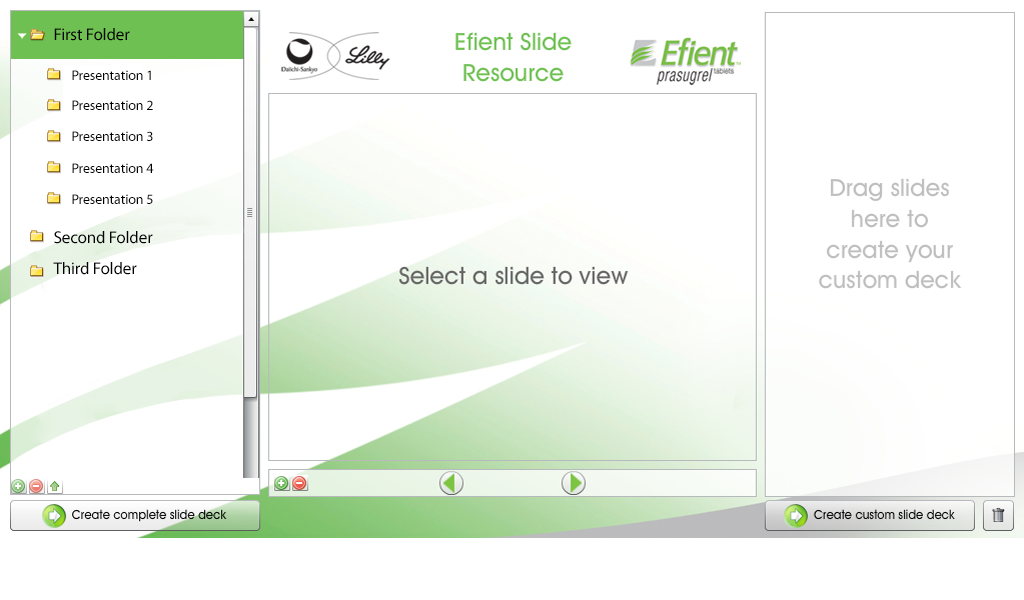 First Folder
Presentation 1
Presentation 2
Presentation 3
Presentation 4
Presentation 5
Second Folder
Third Folder
Create complete slide deck
Daiichi-Sankyo
Lilly
Efient Slide
Resource
Efient
prasugrel tablets
Select a slide to view
Drag slides
here to
create your
custom deck
Create custom slide deck